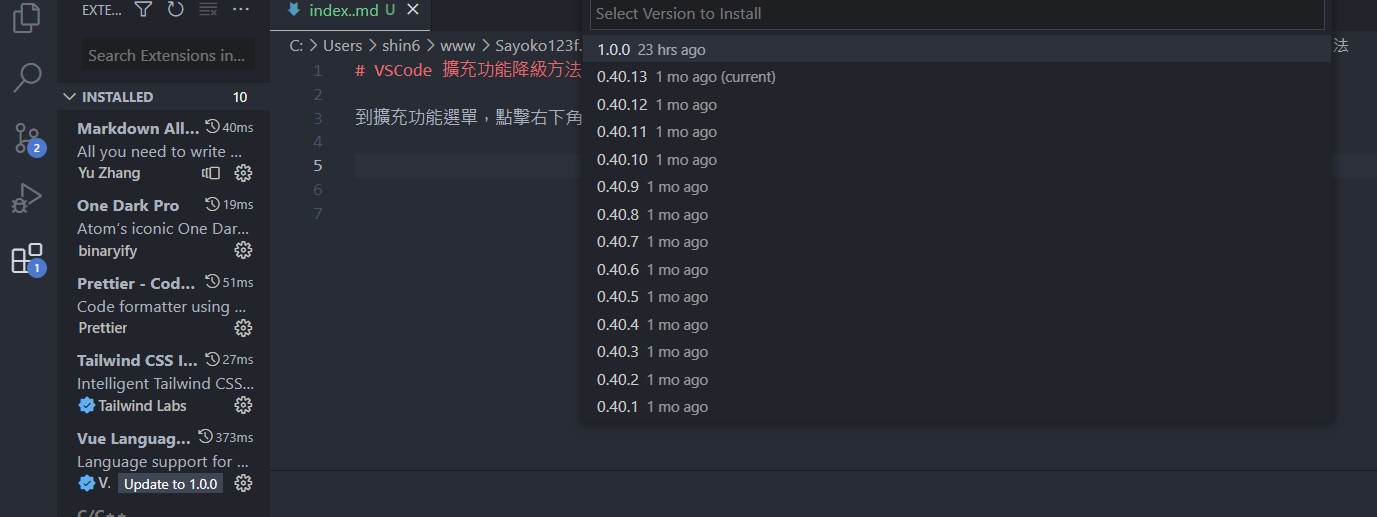 EXTE...
Search Extensions in...
INSTALLED 10
Markdown All... 40ms
All you need to write ...
Yu Zhang
One Dark Pro 19ms
Atom's iconic One Dar...
binaryify
Prettier - Cod... 51ms
Code formatter using ...
Prettier
Tailwind CSS I... 27ms
Intelligent Tailwind CSS...
Tailwind Labs
Vue Languag... 373ms
Language support for ...
V. Update to 1.0.0
2
1
index..md U
C: > Users > shin6 > www > Sayoko123f. 法
1 # VSCode 擴充功能降級方法
2
3 到擴充功能選單，點擊右下角
4
5
6
7
Select Version to Install
1.0.0 23 hrs ago
0.40.13 1 mo ago (current)
0.40.12 1 mo ago
0.40.11 1 mo ago
0.40.10 1 mo ago
0.40.9 1 mo ago
0.40.8 1 mo ago
0.40.7 1 mo ago
0.40.6 1 mo ago
0.40.5 1 mo ago
0.40.4 1 mo ago
0.40.3 1 mo ago
0.40.2 1 mo ago
0.40.1 1 mo ago